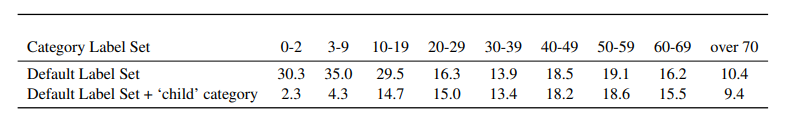 Category Label Set 0-2 3-9 10-19 20-29 30-39 40-49 50-59 60-69 over 70
Default Label Set 30.3 35.0 29.5 16.3 13.9 18.5 19.1 16.2 10.4
Default Label Set + ‘child’ category 2.3 4.3 14.7 15.0 13.4 18.2 18.6 15.5 9.4